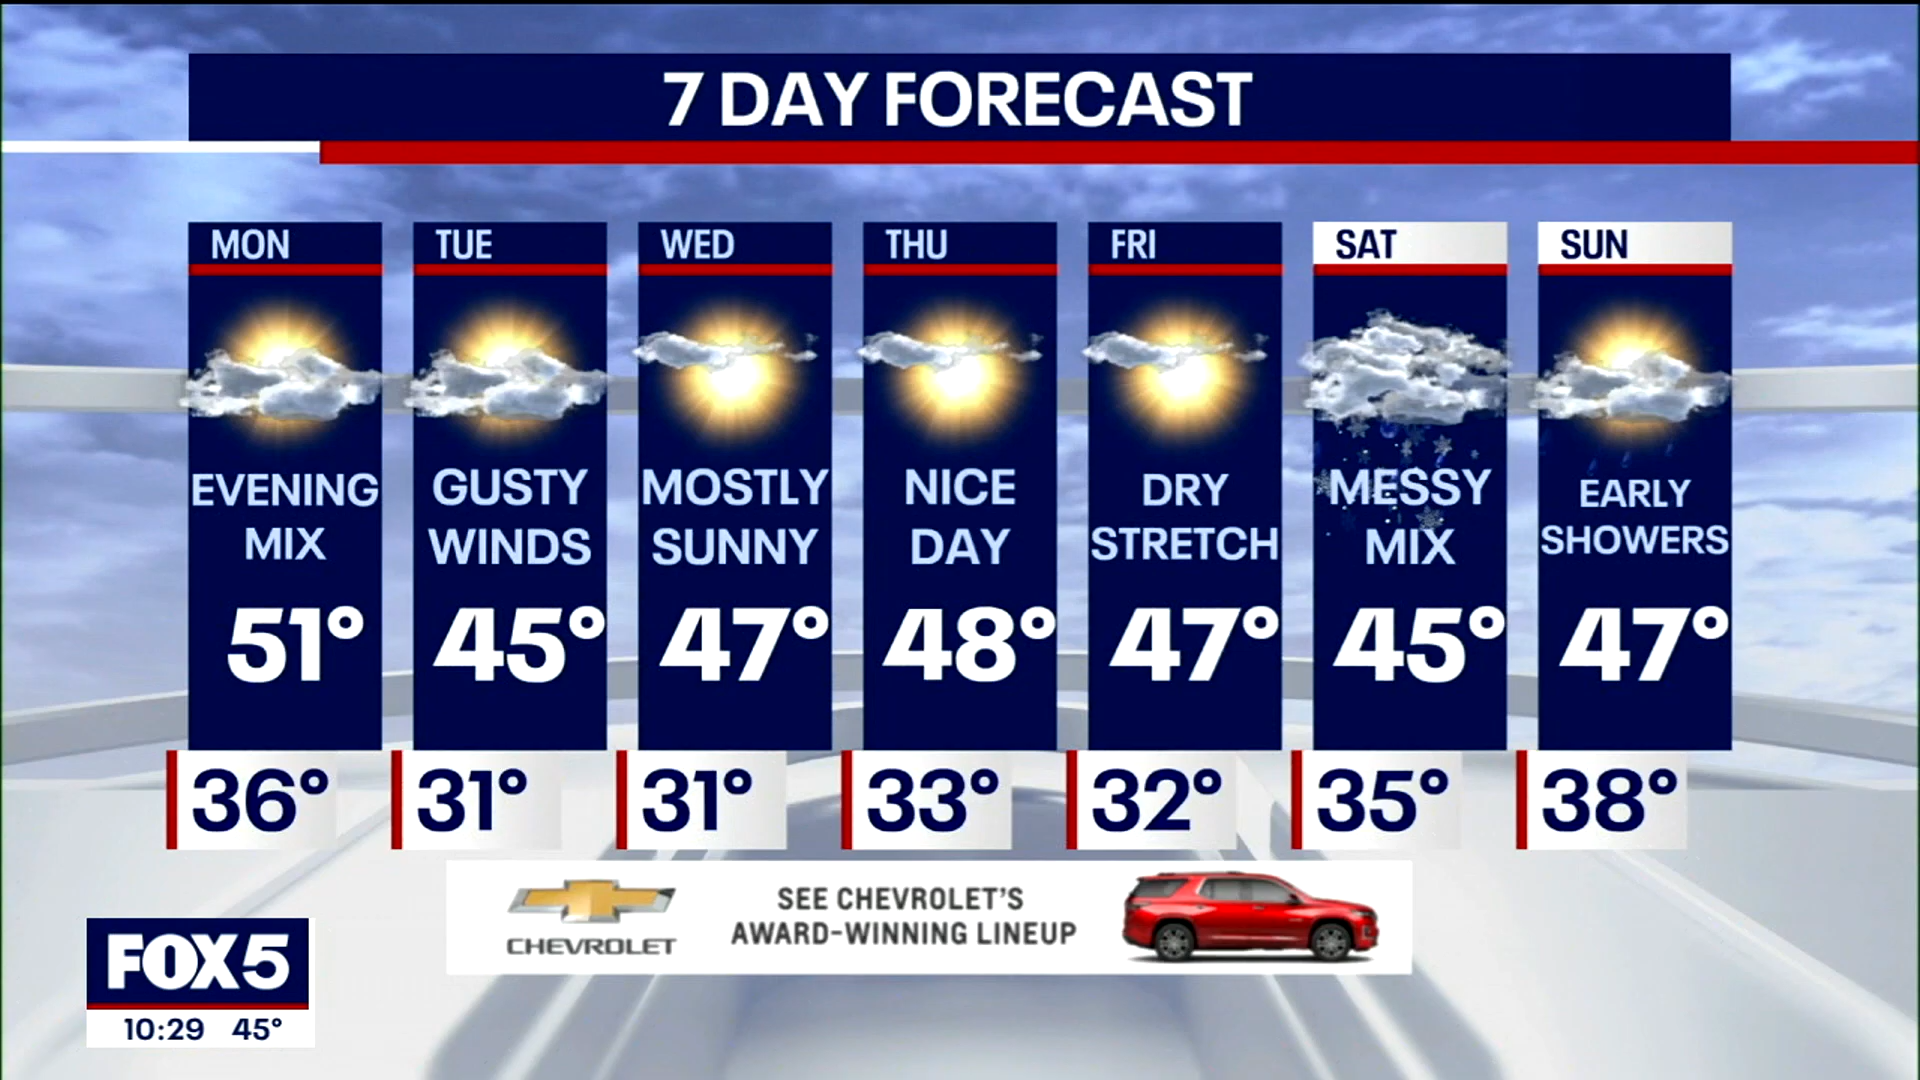 7 DAY FORECAST
MON
TUE
WED
THU
FRI
SAT
SUN
EVENING
MIX
GUSTY
WINDS
MOSTLY
SUNNY
NICE
DAY
DRY
STRETCH
MESSY
MIX
EARLY
SHOWERS
51°
45°
47°
48°
47°
45°
47°
36°
31°
31°
33°
32°
35°
38°
CHEVROLET
SEE CHEVROLET'S
AWARD-WINNING LINEUP
FOX 5
10:29 45°